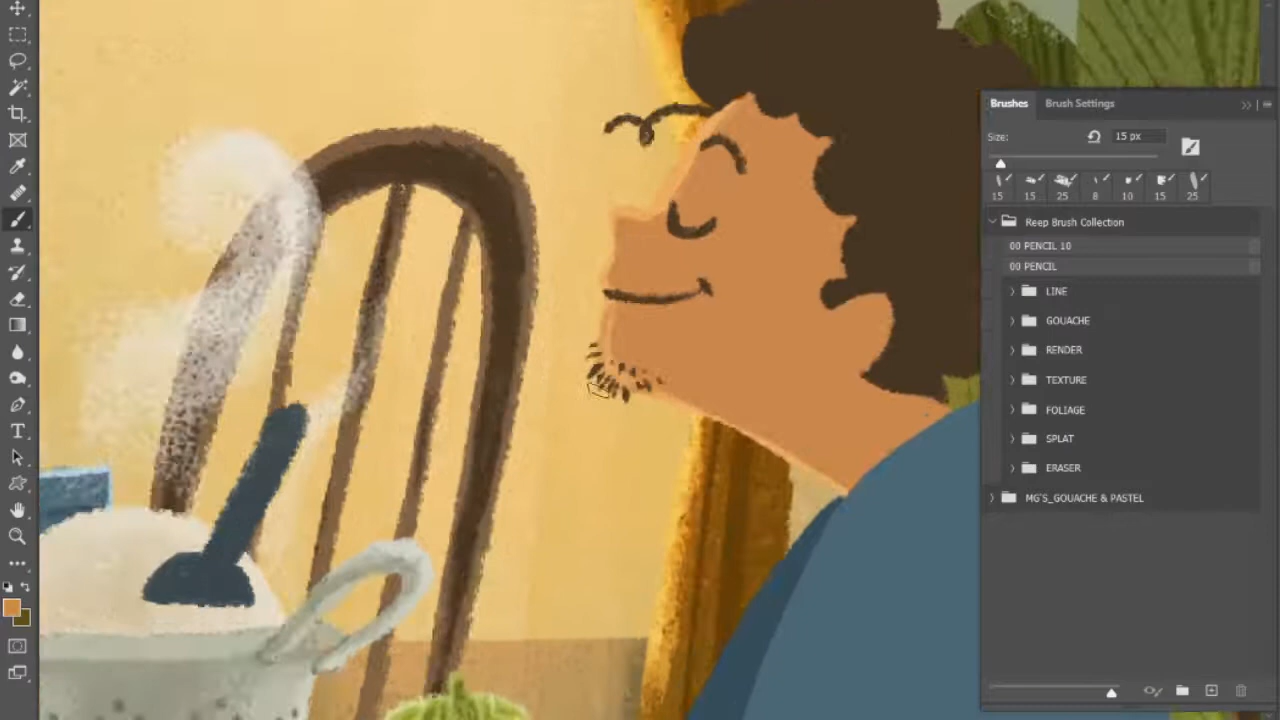 Brushes
Brush Settings
Size:
15 px
15
15
25
8
10
15
25
Reep Brush Collection
00 PENCIL 10
00 PENCIL
LINE
GOUACHE
RENDER
TEXTURE
FOLIAGE
SPLAT
ERASER
MG'S_GOUACHE & PASTEL